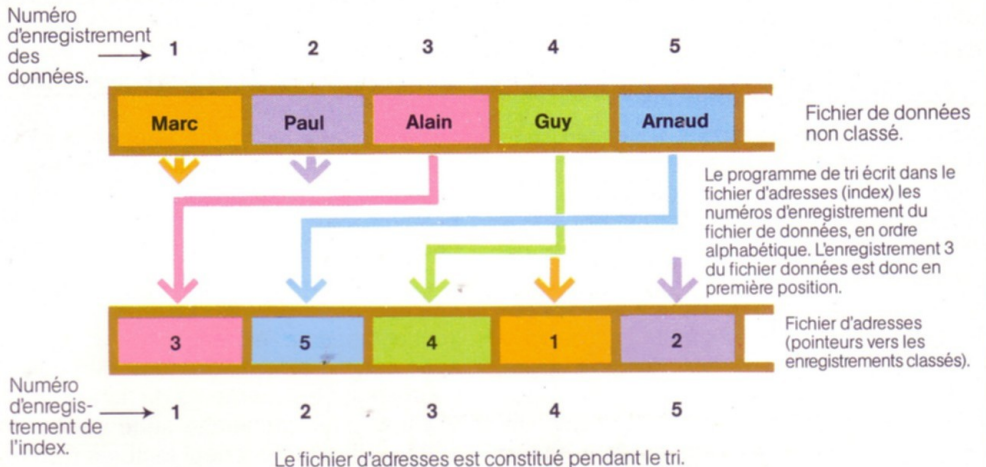 Numéro
d'enregistrement
des
données.
1 2 3 4 5
Marc Paul Alain Guy Arnaud
Fichier de données
non classé.
Le programme de tri écrit dans le
fichier d'adresses (index) les
numéros d'enregistrement du
fichier de données, en ordre
alphabétique. L'enregistrement 3
du fichier données est donc en
première position.
3 5 4 1 2
Fichier d'adresses
(pointeurs vers les
enregistrements classés).
Numéro
d'enregis-
trement de
l'index.
1 2 3 4 5
Le fichier d'adresses est constitué pendant le tri.